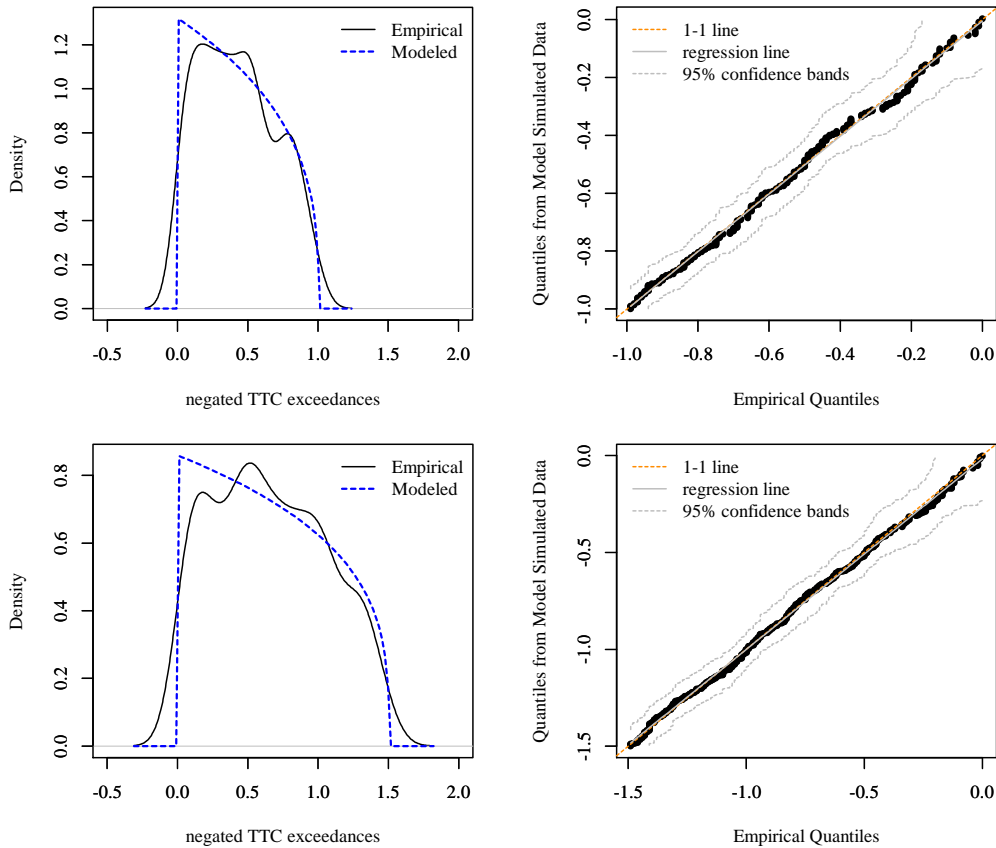 Empirical
Modeled
Density
0.0 0.2 0.4 0.6 0.8 1.0 1.2
-0.5 0.0 0.5 1.0 1.5 2.0
negated TTC exceedances
1-1 line
regression line
95% confidence bands
Quantiles from Model Simulated Data
-1.0 -0.8 -0.6 -0.4 -0.2 0.0
-1.0 -0.8 -0.6 -0.4 -0.2 0.0
Empirical Quantiles
Empirical
Modeled
Density
0.0 0.2 0.4 0.6 0.8
-0.5 0.0 0.5 1.0 1.5 2.0
negated TTC exceedances
1-1 line
regression line
95% confidence bands
Quantiles from Model Simulated Data
-1.5 -1.0 -0.5 0.0
-1.5 -1.0 -0.5 0.0
Empirical Quantiles